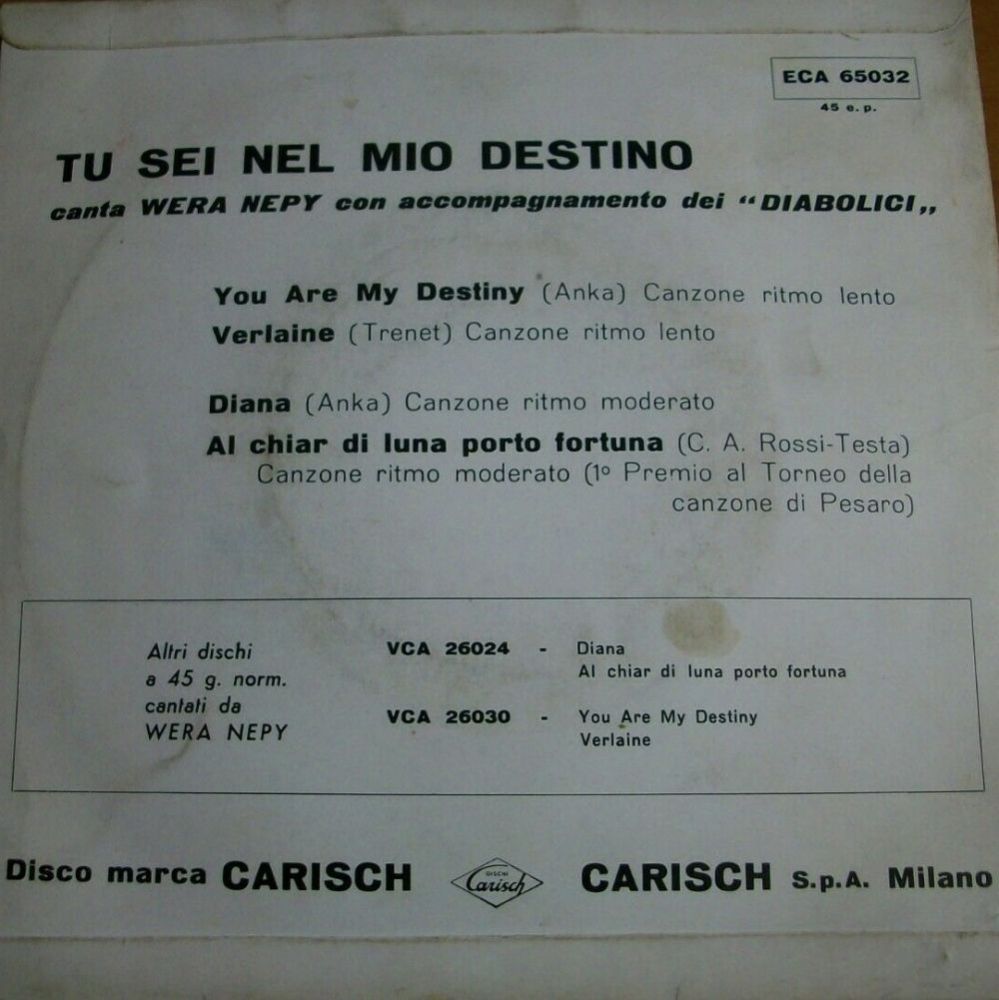 ECA 65032
45 e.p.
TU SEI NEL MIO DESTINO
canta WERA NEPY con accompagnamento dei “DIABOLICI„
You Are My Destiny (Anka) Canzone ritmo lento
Verlaine (Trenet) Canzone ritmo lento
Diana (Anka) Canzone ritmo moderato
Al chiar di luna porto fortuna (C. A. Rossi-Testa)
Canzone ritmo moderato (1º Premio al Torneo della
canzone di Pesaro)
Altri dischi
a 45 g. norm.
cantati da
WERA NEPY
VCA 26024 - Diana
Al chiar di luna porto fortuna
VCA 26030 - You Are My Destiny
Verlaine
Disco marca CARISCH
DISCHI
Carisch
CARISCH S.p.A. Milano